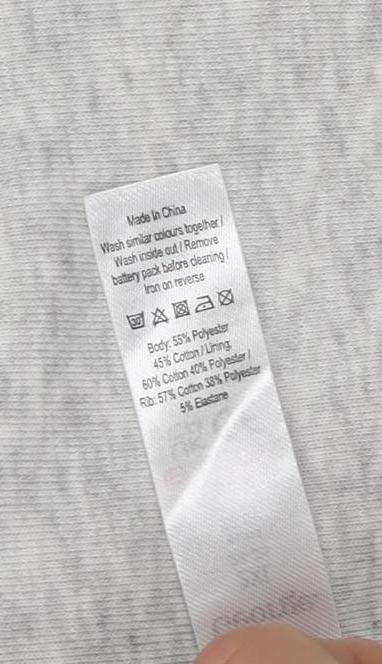 Made In China
Wash similar colours together /
Wash inside out / Remove
battery pack before cleaning /
Iron on reverse
30
Body: 55% Polyester
45% Cotton / Lining:
60% Cotton 40% Polyester /
Rib: 57% Cotton 38% Polyester
5% Elastane